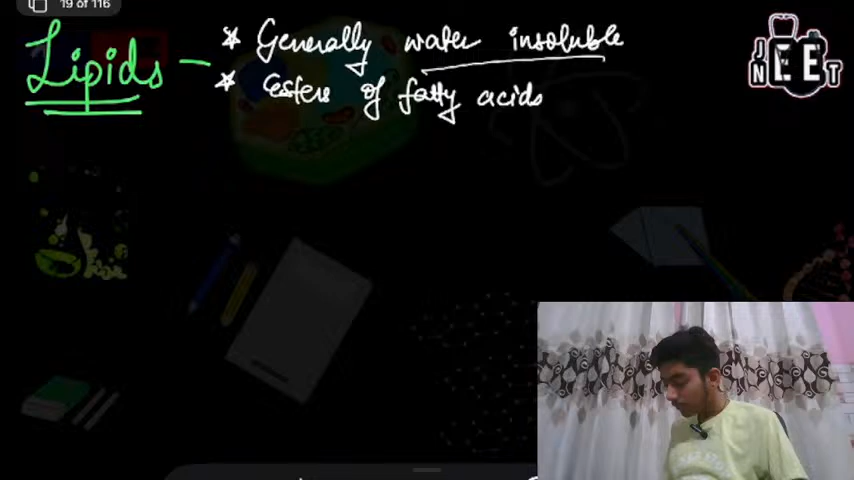 19 of 116
Lipids — * Generally water insoluble
* esters of fatty acids
J
NEET